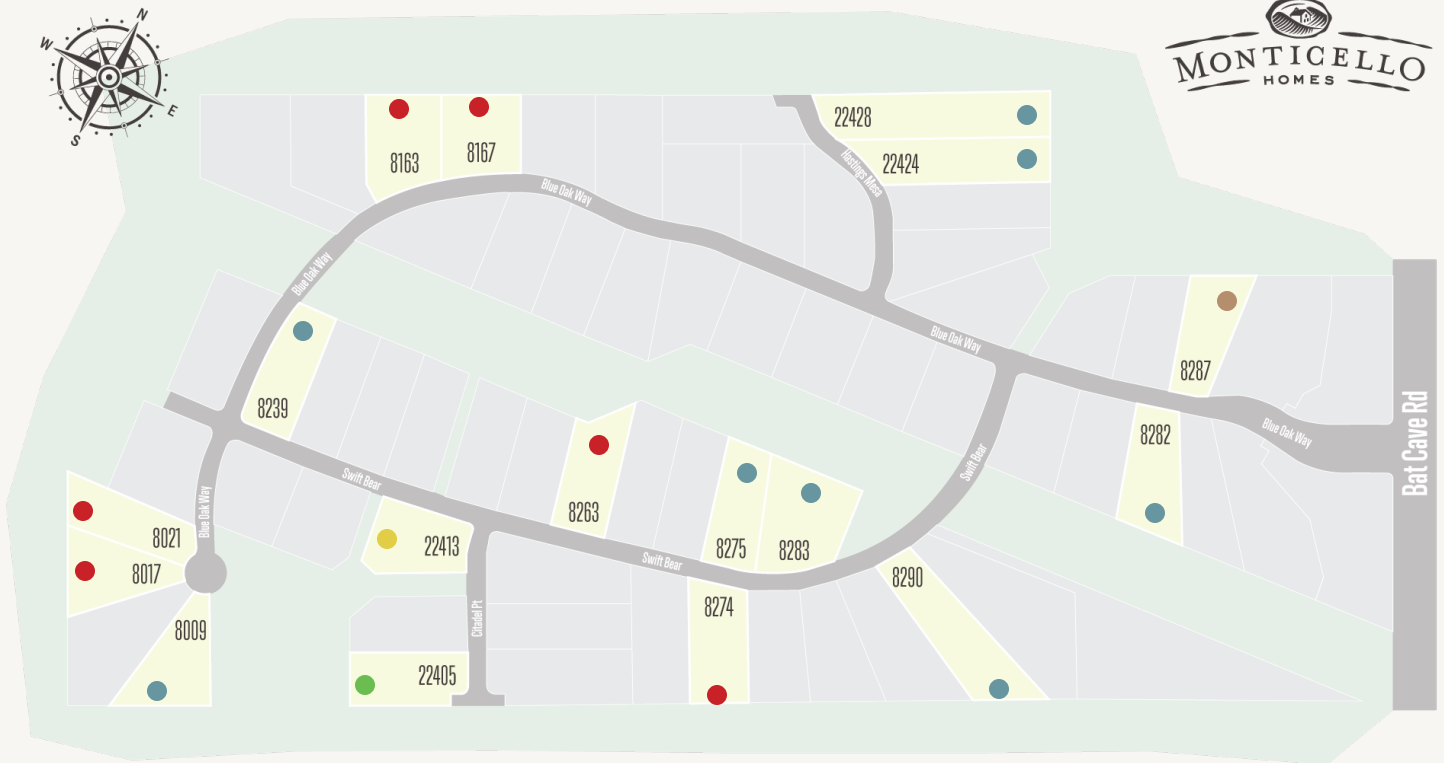 N
W
E
S
MONTICELLO
HOMES
8163
8167
22428
22424
Hastings Mesa
Blue Oak Way
Blue Oak Way
Blue Oak Way
8287
8239
8282
Blue Oak Way
Bat Cave Rd
Swift Bear
Swift Bear
8263
Blue Oak Way
8021
22413
8275
8283
Swift Bear
8017
8290
8274
Citadel Pt
8009
22405